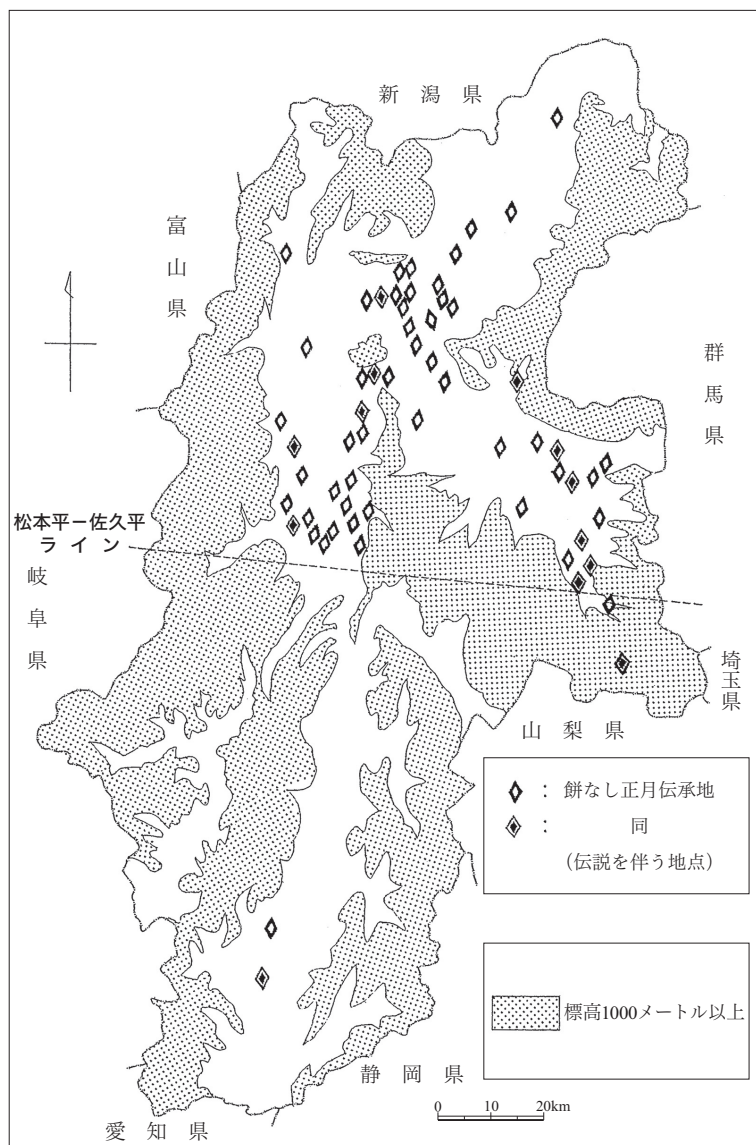 新潟県
富山県
群馬県
松本平－佐久平
ライン
岐阜県
埼玉県
山梨県
：餅なし正月伝承地
：同
(伝説を伴う地点)
標高1000メートル以上
静岡県
愛知県
0 10 20km